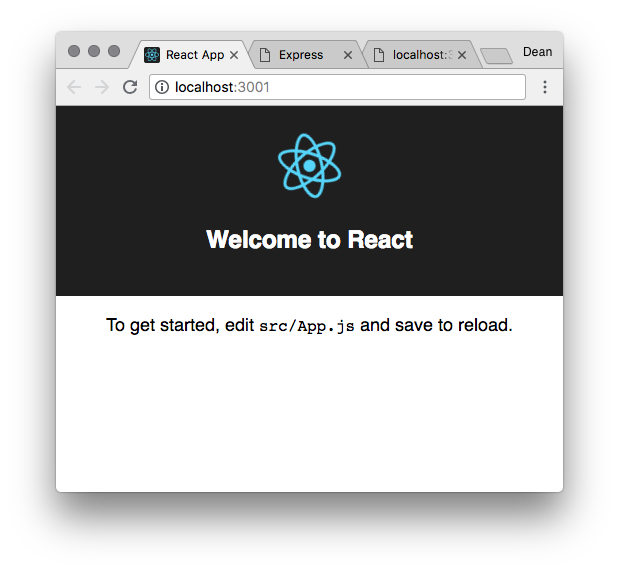 React App Express localhost:3 Dean
localhost:3001
Welcome to React
To get started, edit src/App.js and save to reload.